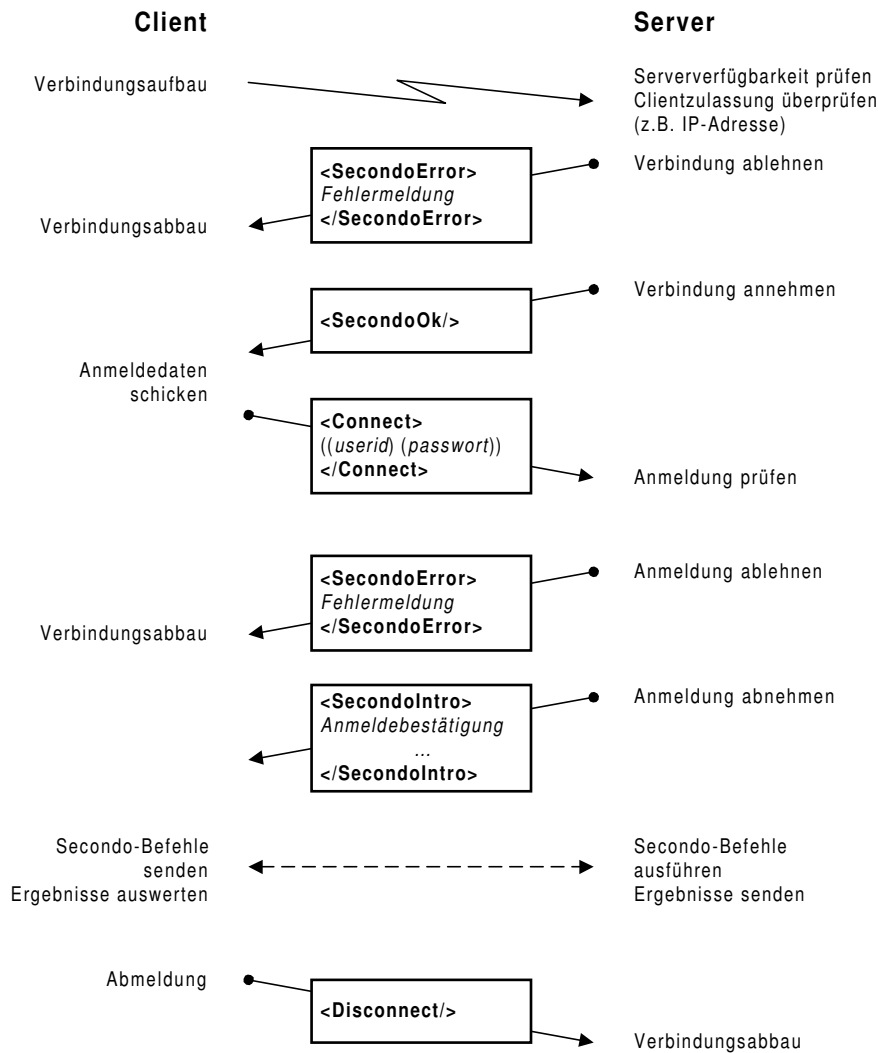 Client
Server
Verbindungsaufbau
Serververfügbarkeit prüfen
Clientzulassung überprüfen
(z.B. IP-Adresse)
<SecondoError>
Fehlermeldung
</SecondoError>
Verbindung ablehnen
Verbindungsabbau
Verbindung annehmen
<SecondoOk/>
Anmeldedaten
schicken
<Connect>
((userid) (passwort))
</Connect>
Anmeldung prüfen
<SecondoError>
Fehlermeldung
</SecondoError>
Anmeldung ablehnen
Verbindungsabbau
<SecondoIntro>
Anmeldebestätigung
...
</SecondoIntro>
Anmeldung abnehmen
Secondo-Befehle
senden
Ergebnisse auswerten
Secondo-Befehle
ausführen
Ergebnisse senden
Abmeldung
<Disconnect/>
Verbindungsabbau